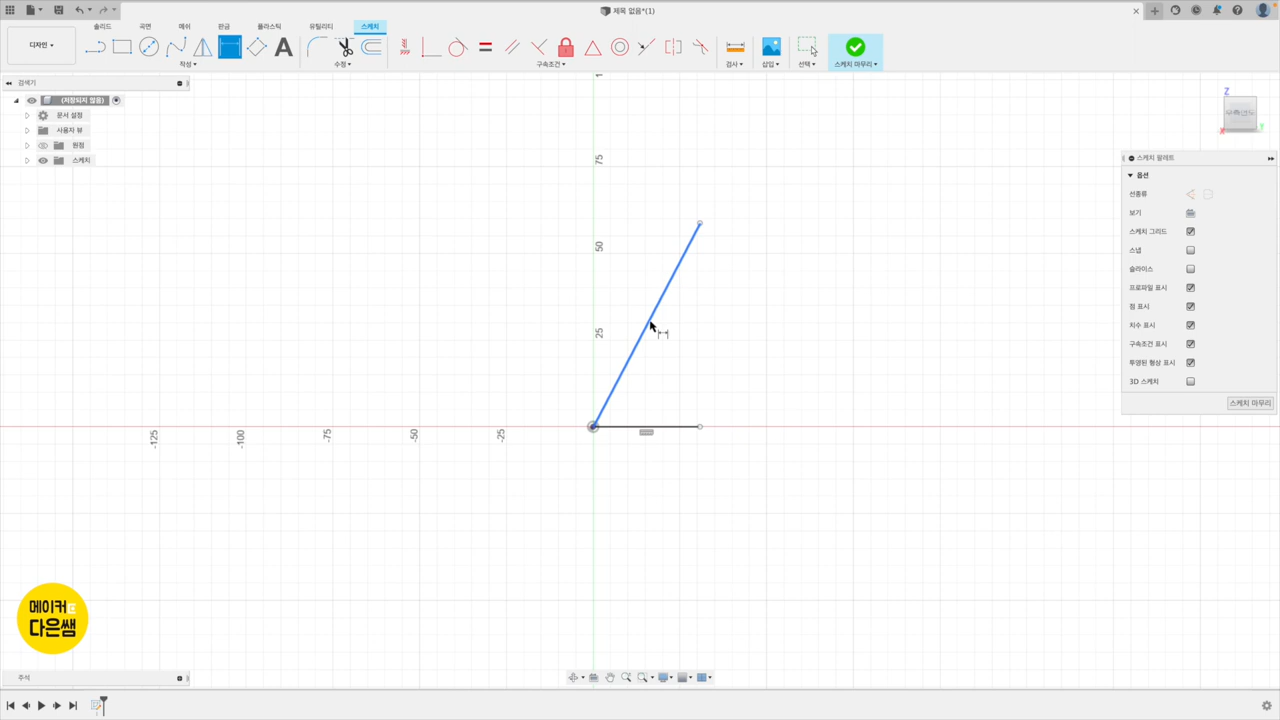 제목 없음*(1)
솔리드 곡면 메쉬 판금 플라스틱 유틸리티 스케치
디자인
작성 수정 구속조건 검사 삽입 선택 스케치 마무리
검색기
(저장되지 않음)
문서 설정
사용자 뷰
원점
스케치
Z
우측면도
X
Y
스케치 팔레트
옵션
선종류
보기
스케치 그리드
스냅
슬라이스
프로파일 표시
점 표시
치수 표시
구속조건 표시
투영된 형상 표시
3D 스케치
스케치 마무리
75
50
25
-125 -100 -75 -50 -25
메이커
다은쌤
주석